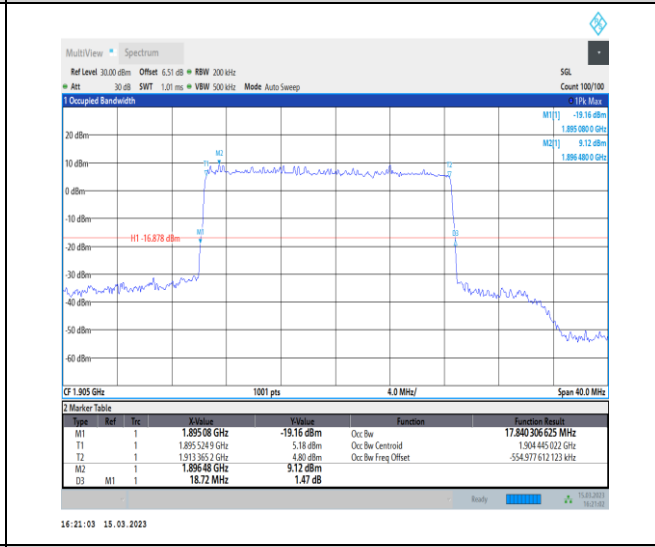 MultiView Spectrum
Ref Level 30.00 dBm Offset 6.51 dB RBW 200 kHz SGL
Att 30 dB SWT 1.01 ms VBW 500 kHz Mode Auto Sweep Count 100/100
1 Occupied Bandwidth 1Pk Max
M1[1] -19.16 dBm
1.895 080 0 GHz
M2[1] 9.12 dBm
1.896 480 0 GHz
20 dBm
M2
T1
T2
10 dBm
0 dBm
-10 dBm
M1
D3
H1 -16.878 dBm
-20 dBm
-30 dBm
-40 dBm
-50 dBm
-60 dBm
CF 1.905 GHz 1001 pts 4.0 MHz/ Span 40.0 MHz
2 Marker Table
Type Ref Trc X-Value Y-Value Function Function Result
M1 1 1.895 08 GHz -19.16 dBm Occ Bw 17.840 306 625 MHz
T1 1 1.895 524 9 GHz 5.18 dBm Occ Bw Centroid 1.904 445 022 GHz
T2 1 1.913 365 2 GHz 4.80 dBm Occ Bw Freq Offset -554.977 612 123 kHz
M2 1 1.896 48 GHz 9.12 dBm
D3 M1 1 18.72 MHz 1.47 dB
Ready 15.03.2023
16:21:02
16:21:03 15.03.2023